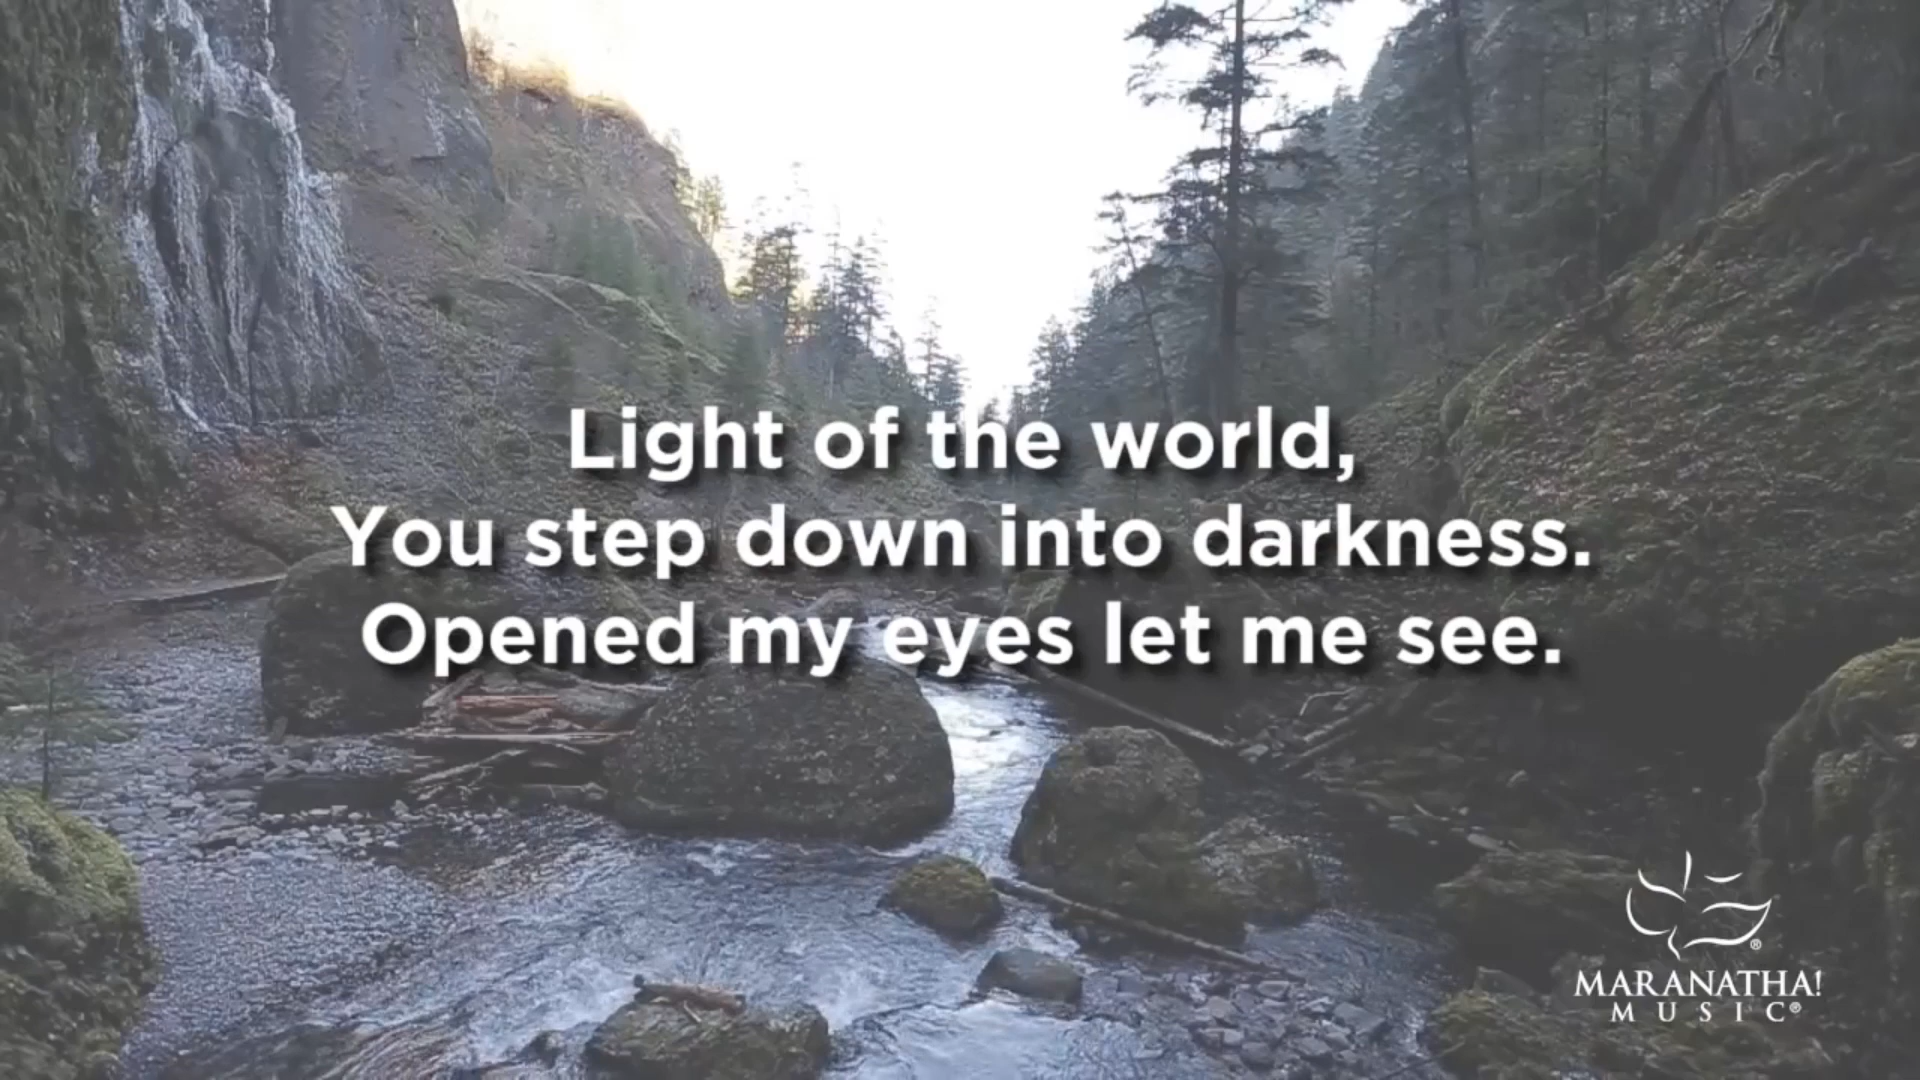 Light of the world,
You step down into darkness.
Opened my eyes let me see.
MARANATHA!
MUSIC®